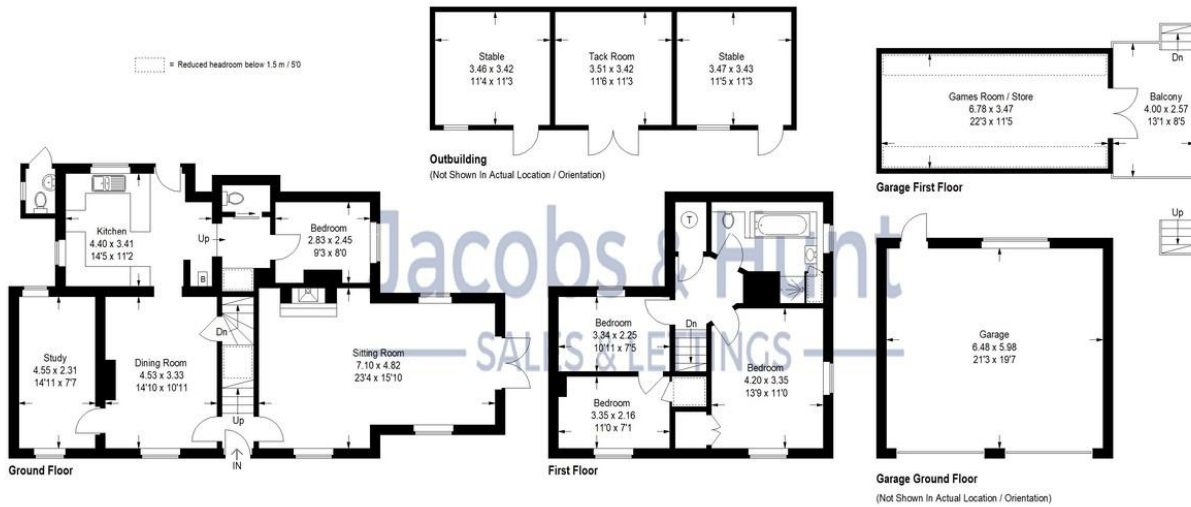 = Reduced headroom below 1.5 m / 5'0
Stable
3.46 x 3.42
11'4 x 11'3
Tack Room
3.51 x 3.42
11'6 x 11'3
Stable
3.47 x 3.43
11'5 x 11'3
Outbuilding
(Not Shown In Actual Location / Orientation)
Games Room / Store
6.78 x 3.47
22'3 x 11'5
Dn
Balcony
4.00 x 2.57
13'1 x 8'5
Garage First Floor
Kitchen
4.40 x 3.41
14'5 x 11'2
Up
B
Bedroom
2.83 x 2.45
9'3 x 8'0
Study
4.55 x 2.31
14'11 x 7'7
Dining Room
4.53 x 3.33
14'10 x 10'11
Dn
Up
IN
Sitting Room
7.10 x 4.82
23'4 x 15'10
Ground Floor
Jacobs & Hunt
SALES & LETTINGS
T
Bedroom
3.34 x 2.25
10'11 x 7'5
Dn
Bedroom
3.35 x 2.16
11'0 x 7'1
Bedroom
4.20 x 3.35
13'9 x 11'0
First Floor
Up
Garage
6.48 x 5.98
21'3 x 19'7
Garage Ground Floor
(Not Shown In Actual Location / Orientation)